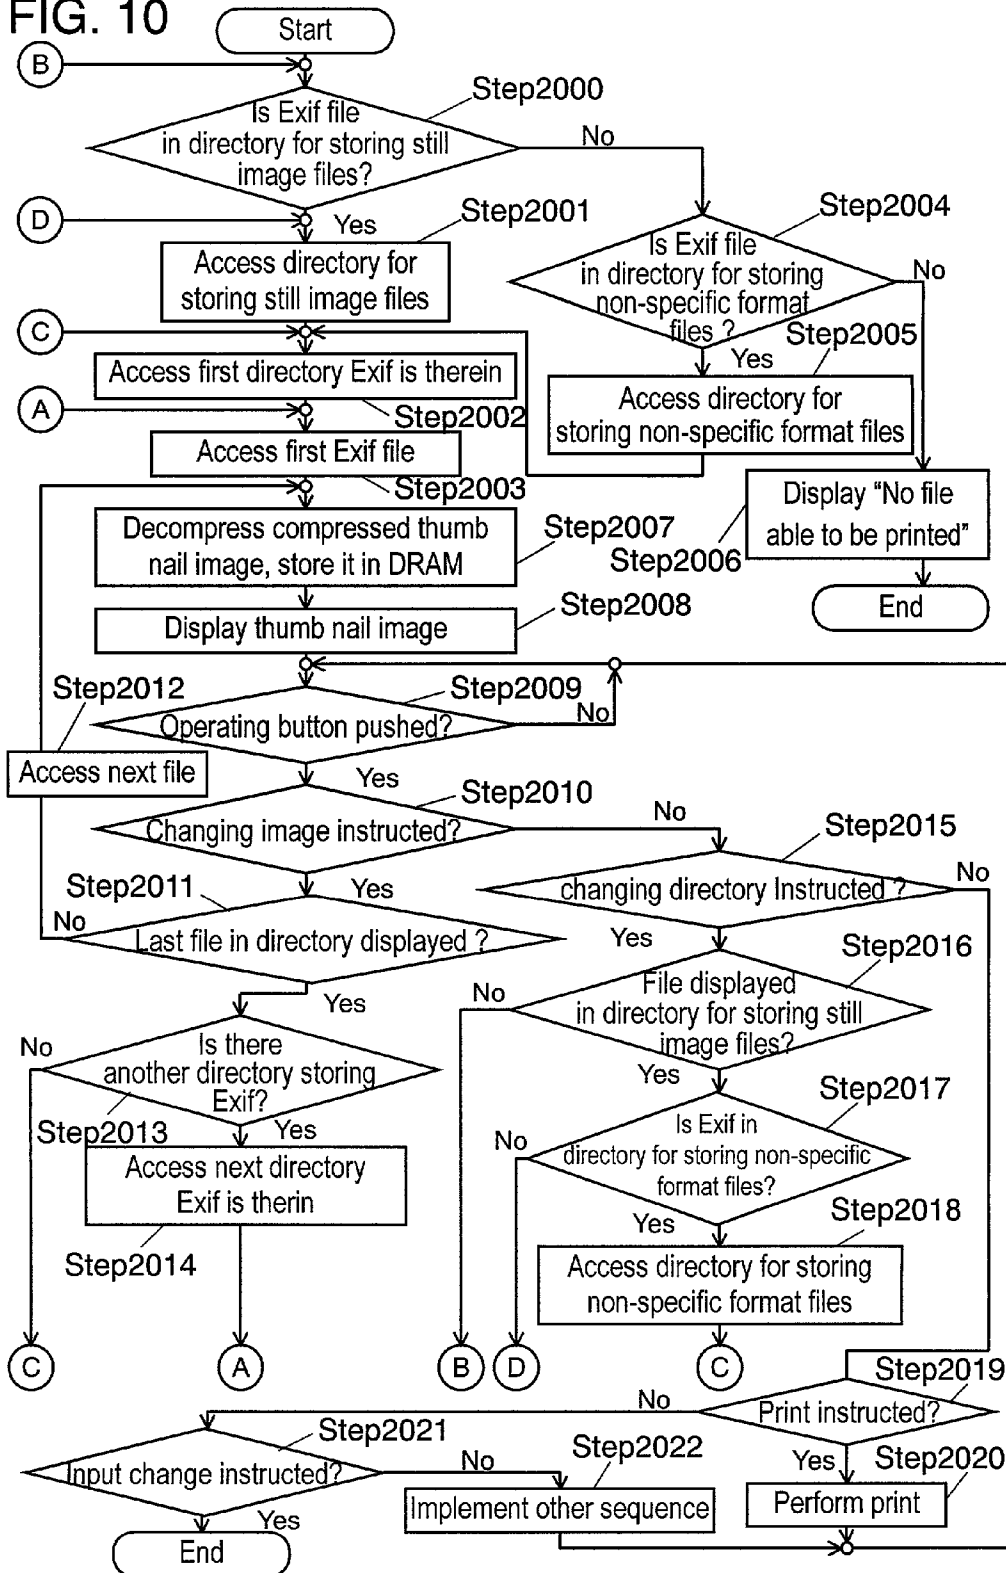 FIG. 10
Start
B
Step2000
Is Exif file
in directory for storing still
image files?
No
D
Yes
Step2001
Step2004
Access directory for
storing still image files
Is Exif file
in directory for storing
non-specific format
files ?
No
C
Step2005
Yes
Access first directory Exif is therein
Step2002
Access directory for
storing non-specific format files
A
Access first Exif file
Step2003
Display “No file
able to be printed”
Step2006
Decompress compressed thumb
nail image, store it in DRAM
Step2007
End
Display thumb nail image
Step2008
Step2012
Step2009
Operating button pushed?
No
Access next file
Yes
Step2010
Changing image instructed?
No
Step2015
Step2011
Yes
changing directory Instructed ?
No
No
Last file in directory displayed ?
Yes
Step2016
Yes
No
File displayed
in directory for storing still
image files?
No
Is there
another directory storing
Exif?
Yes
Step2017
Step2013
Yes
No
Is Exif in
directory for storing non-specific
format files?
Access next directory
Exif is therin
Yes
Step2018
Step2014
Access directory for storing
non-specific format files
C
A
B
D
C
Step2019
No
Print instructed?
Step2021
Input change instructed?
No
Step2022
Yes
Step2020
Implement other sequence
Perform print
Yes
End